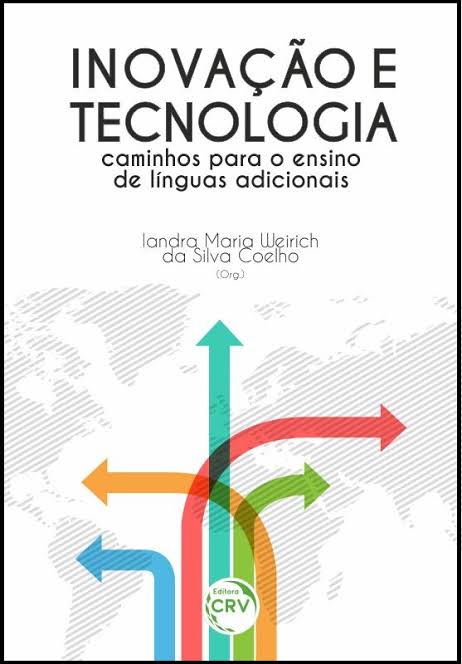 INOVAÇÃO E
TECNOLOGIA
caminhos para o ensino
de línguas adicionais
Iandra Maria Weirich
da Silva Coelho
(Org.)
Editora
CRV